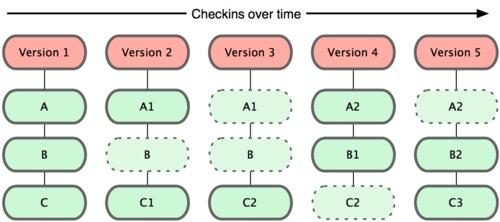 Checkins over time
Version 1 Version 2 Version 3 Version 4 Version 5
A A1 A1 A2 A2
B B B B1 B2
C C1 C2 C2 C3